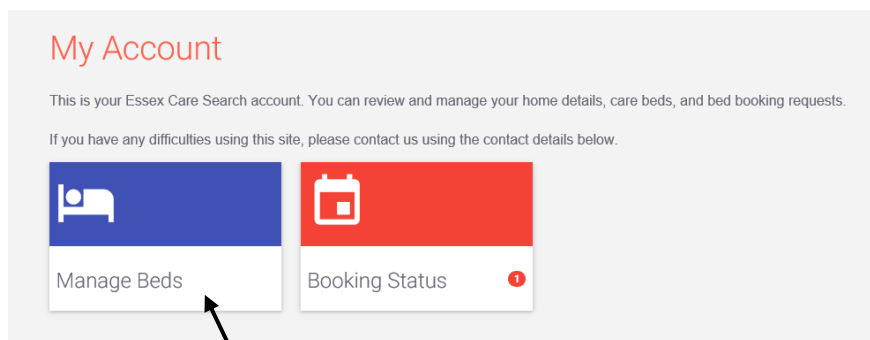 My Account
This is your Essex Care Search account. You can review and manage your home details, care beds, and bed booking requests.
If you have any difficulties using this site, please contact us using the contact details below.
Manage Beds
Booking Status 1